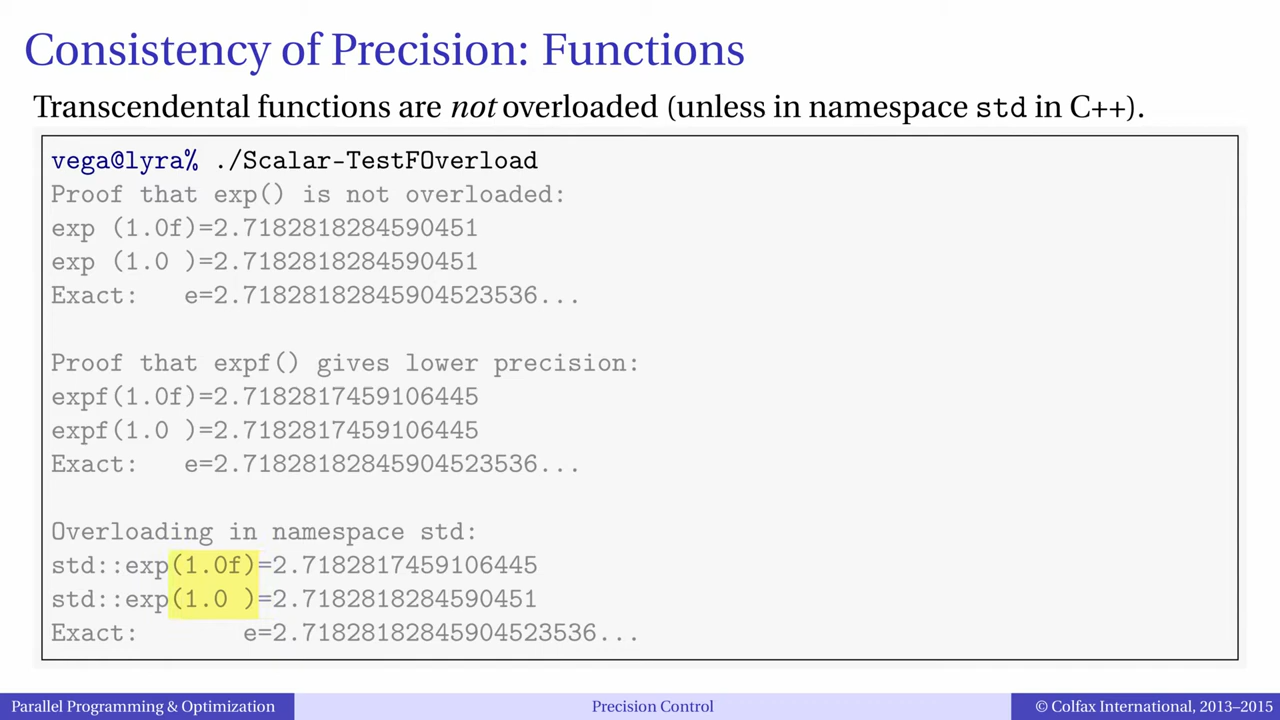 Consistency of Precision: Functions
Transcendental functions are not overloaded (unless in namespace std in C++).
vega@lyra% ./Scalar-TestFOverload
Proof that exp() is not overloaded:
exp (1.0f)=2.7182818284590451
exp (1.0 )=2.7182818284590451
Exact:   e=2.71828182845904523536...
Proof that expf() gives lower precision:
expf(1.0f)=2.7182817459106445
expf(1.0 )=2.7182817459106445
Exact:   e=2.71828182845904523536...
Overloading in namespace std:
std::exp(1.0f)=2.7182817459106445
std::exp(1.0 )=2.7182818284590451
Exact:       e=2.71828182845904523536...
Parallel Programming & Optimization
Precision Control
© Colfax International, 2013–2015